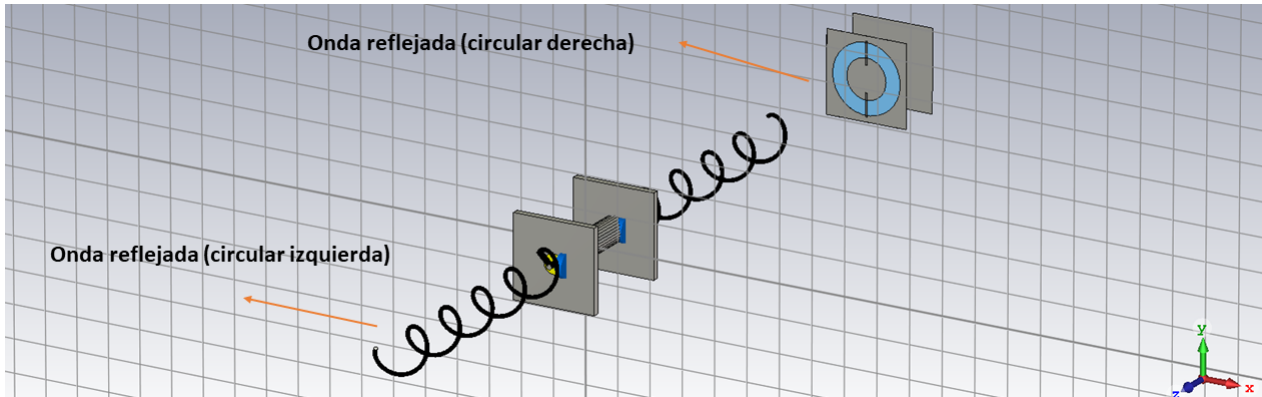 Onda reflejada (circular derecha)
Onda reflejada (circular izquierda)
y
x
z